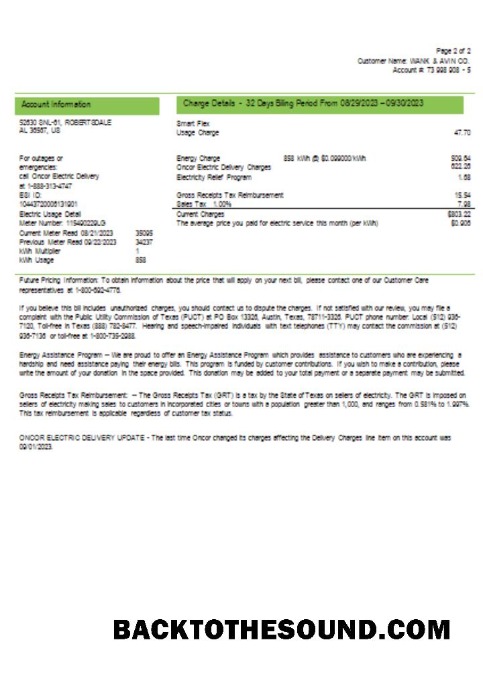 Page 2 of 2
Customer Name: WANK & AVIN CO.
Account #: 73 998 908 - 5
Account Information
Charge Details - 32 Days Billing Period From 08/29/2023 – 09/30/2023
52530 SNL-61, ROBERTSDALE
AL 36567, US
Smart Flex
Usage Charge 47.70
For outages or
emergencies:
call Oncor Electric Delivery
at 1-888-313-4747
ESI ID:
10443720006131901
Electric Usage Detail
Meter Number: 115490229LG
Current Meter Read 08/21/2023 35095
Previous Meter Read 09/22/2023 34237
kWh Multiplier 1
kWh Usage 858
Energy Charge 858 kWh @ $0.099000/kWh 509.64
Oncor Electric Delivery Charges 622.26
Electricity Relief Program 1.68
Gross Receipts Tax Reimbursement 15.54
Sales Tax 1.00% 7.98
Current Charges $803.22
The average price you paid for electric service this month (per kWh) $0.906
Future Pricing Information: To obtain information about the price that will apply on your next bill, please contact one of our Customer Care
representatives at 1-800-692-4776.
If you believe this bill includes unauthorized charges, you should contact us to dispute the charges. If not satisfied with our review, you may file a
complaint with the Public Utility Commission of Texas (PUCT) at PO Box 13326, Austin, Texas, 78711-3326. PUCT phone number: Local (512) 936-
7120, Toll-free in Texas (888) 782-8477. Hearing and speech-impaired individuals with text telephones (TTY) may contact the commission at (512)
936-7136 or toll-free at 1-800-735-2988.
Energy Assistance Program – We are proud to offer an Energy Assistance Program which provides assistance to customers who are experiencing a
hardship and need assistance paying their energy bills. This program is funded by customer contributions. If you wish to make a contribution, please
write the amount of your donation in the space provided. This donation may be added to your total payment or a separate payment may be submitted.
Gross Receipts Tax Reimbursement: – The Gross Receipts Tax (GRT) is a tax by the State of Texas on sellers of electricity. The GRT is imposed on
sellers of electricity making sales to customers in incorporated cities or towns with a population greater than 1,000, and ranges from 0.581% to 1.997%.
This tax reimbursement is applicable regardless of customer tax status.
ONCOR ELECTRIC DELIVERY UPDATE - The last time Oncor changed its charges affecting the Delivery Charges line item on this account was
09/01/2023.
BACKTOTHESOUND.COM